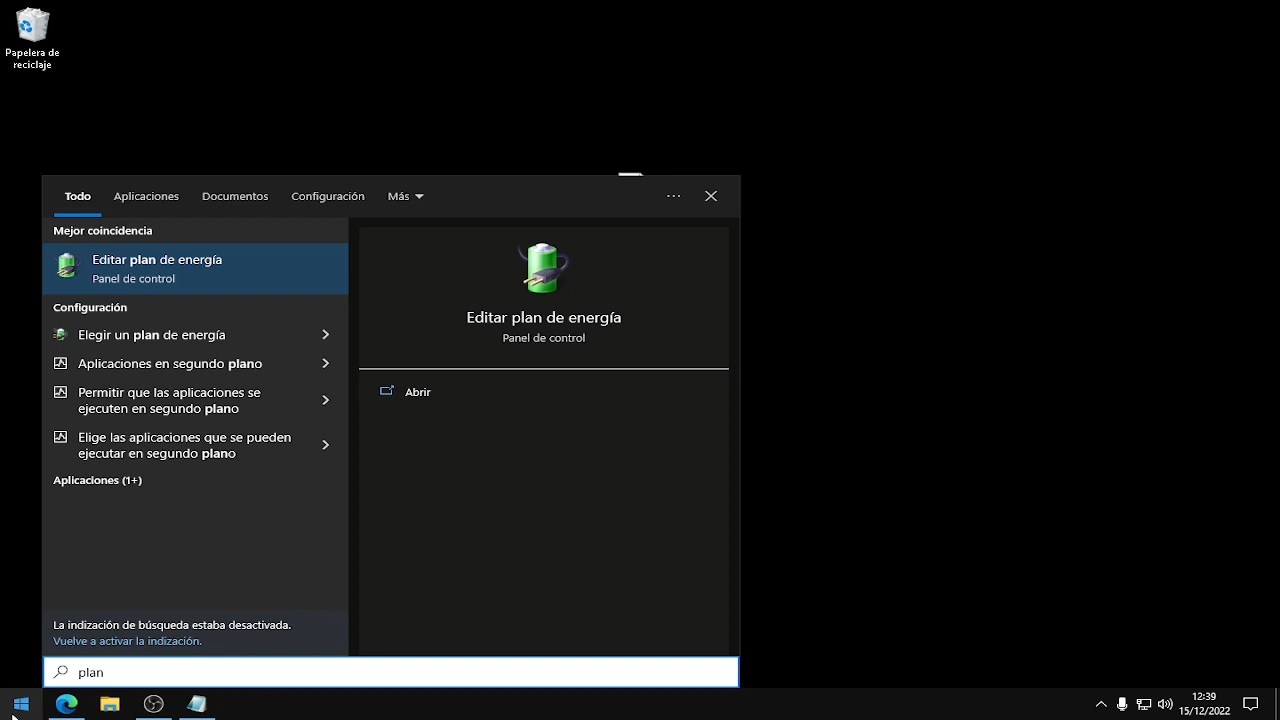 Papelera de
reciclaje
Todo
Aplicaciones
Documentos
Configuración
Más
Mejor coincidencia
Editar plan de energía
Panel de control
Configuración
Elegir un plan de energía
Aplicaciones en segundo plano
Permitir que las aplicaciones se
ejecuten en segundo plano
Elige las aplicaciones que se pueden
ejecutar en segundo plano
Aplicaciones (1+)
La indización de búsqueda estaba desactivada.
Vuelve a activar la indización.
Editar plan de energía
Panel de control
Abrir
plan
12:39
15/12/2022